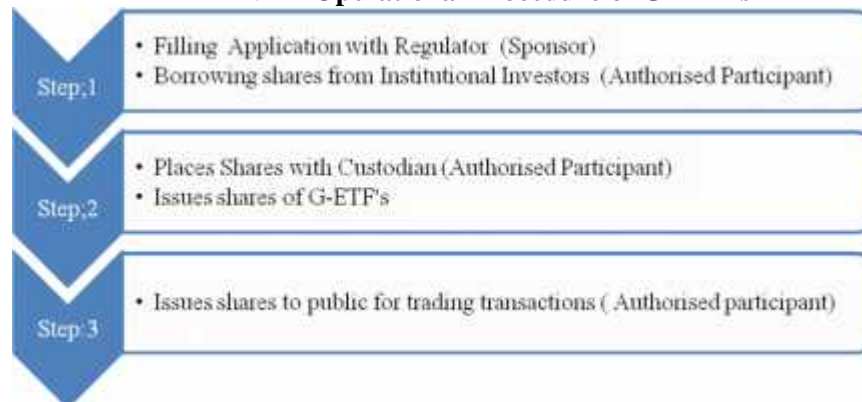 Operational Procedure of G-ETF's
Step;1
• Filling Application with Regulator (Sponsor)
• Borrowing shares from Institutional Investors (Authorised Participant)
Step;2
• Places Shares with Custodian (Authorised Participant)
• Issues shares of G-ETF's
Step 3
• Issues shares to public for trading transactions ( Authorised participant)